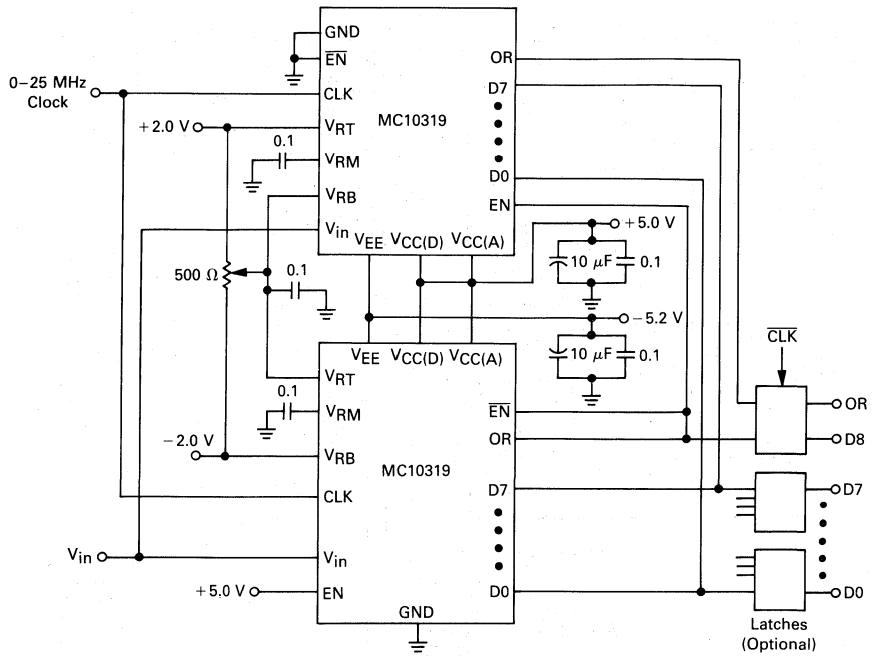 GND
E̅N̅
0–25 MHz
Clock
CLK
+2.0 V
VRT
0.1
VRM
VRB
Vin
MC10319
OR
D7
D0
EN
VEE VCC(D) VCC(A)
+5.0 V
10 μF
0.1
500 Ω
0.1
−5.2 V
10 μF
0.1
VEE VCC(D) VCC(A)
VRT
0.1
VRM
−2.0 V
VRB
CLK
MC10319
E̅N̅
OR
D7
D0
Vin
Vin
+5.0 V
EN
GND
C̅L̅K̅
OR
D8
D7
D0
Latches
(Optional)